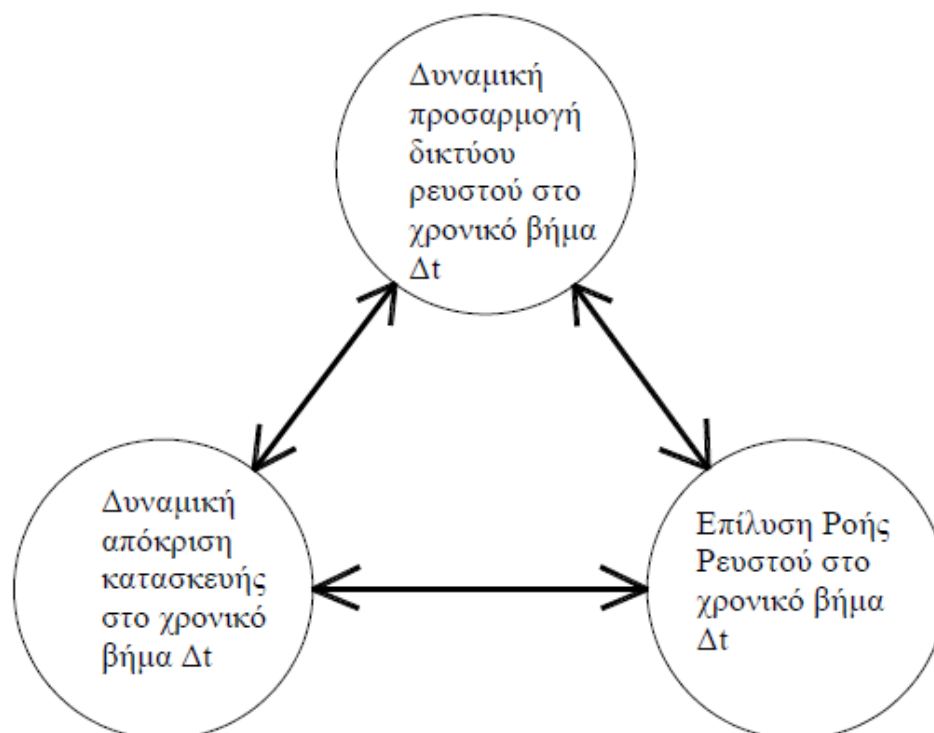 Δυναμική
προσαρμογή
δικτύου
ρευστού στο
χρονικό βήμα
Δt
Δυναμική
απόκριση
κατασκευής
στο χρονικό
βήμα Δt
Επίλυση Ροής
Ρευστού στο
χρονικό βήμα
Δt